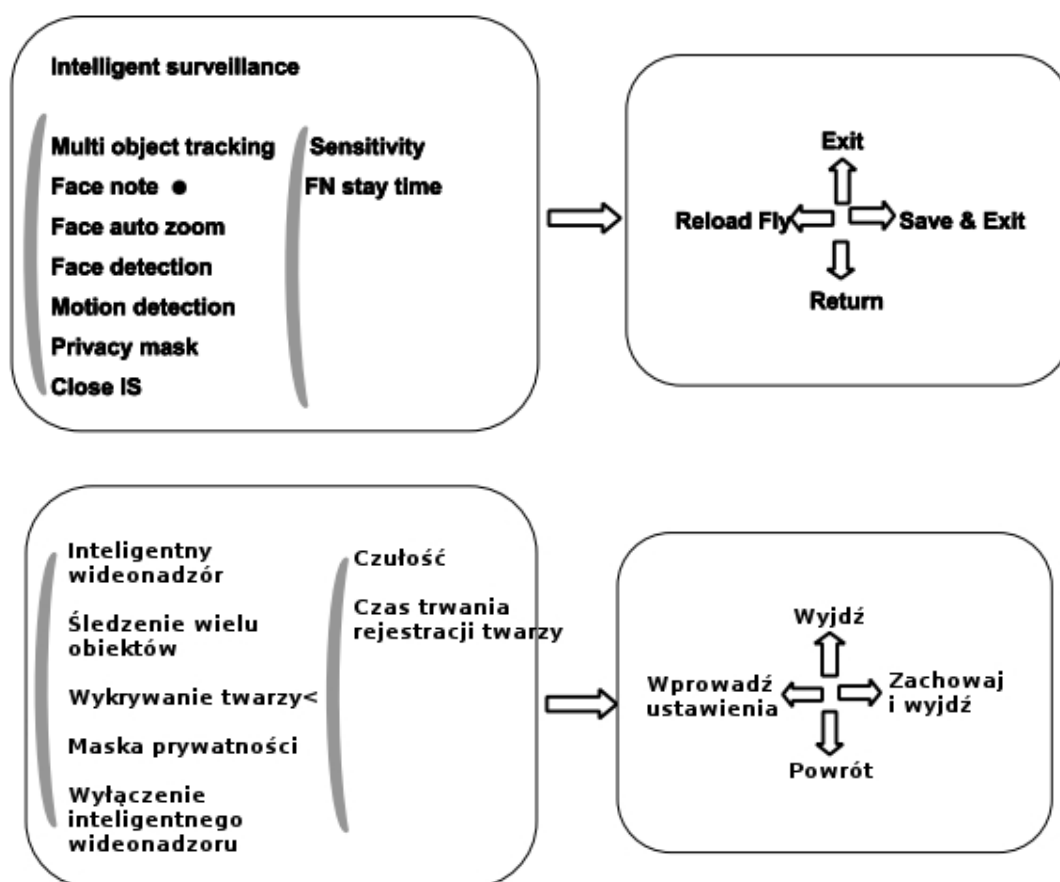 Intelligent surveillance
Multi object tracking
Face note ●
Face auto zoom
Face detection
Motion detection
Privacy mask
Close IS
Sensitivity
FN stay time
Exit
Reload Fly
Save & Exit
Return
Inteligentny
wideonadzór
Śledzenie wielu
obiektów
Wykrywanie twarzy<
Maska prywatności
Wyłączenie
inteligentnego
wideonadzoru
Czułość
Czas trwania
rejestracji twarzy
Wyjdź
Wprowadź
ustawienia
Zachowaj
i wyjdź
Powrót